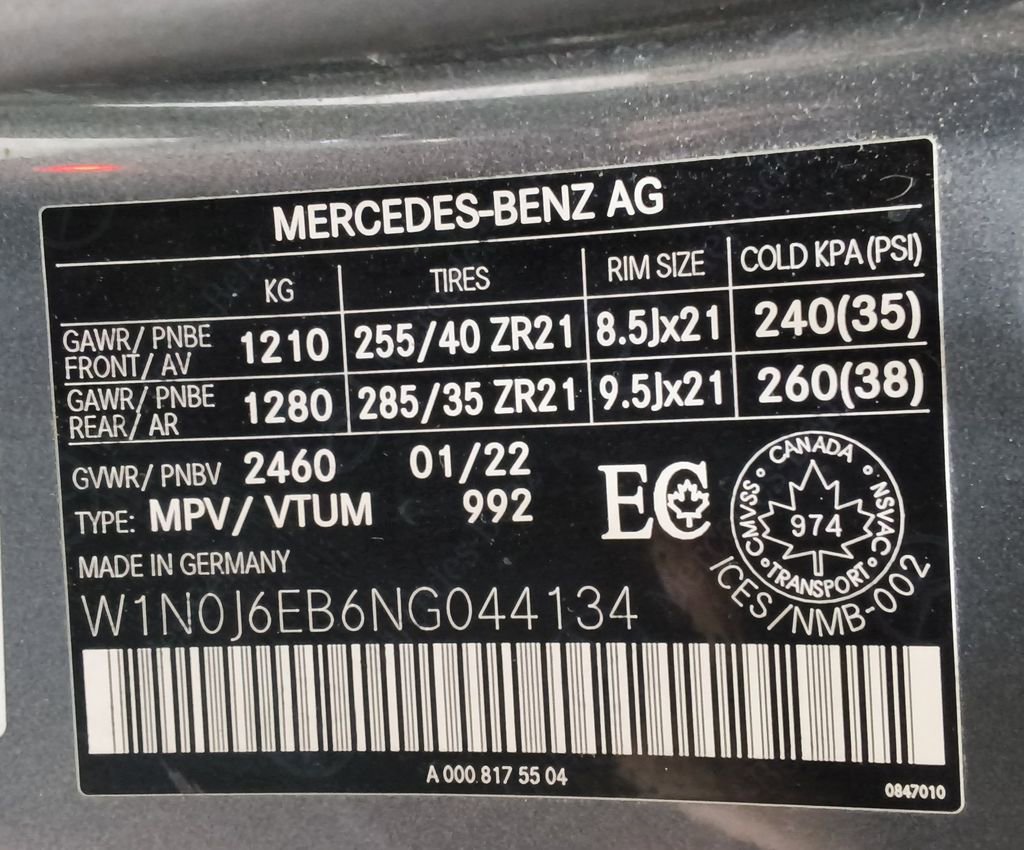 MERCEDES-BENZ AG
KG TIRES RIM SIZE COLD KPA (PSI)
GAWR/ PNBE FRONT/ AV 1210 255/40 ZR21 8.5Jx21 240(35)
GAWR/ PNBE REAR/ AR 1280 285/35 ZR21 9.5Jx21 260(38)
GVWR/ PNBV 2460 01/22
TYPE: MPV/ VTUM 992
EC
CANADA
CMVSS 974 NSVAC
TRANSPORT
ICES/NMB-002
MADE IN GERMANY
W1N0J6EB6NG044134
A 000 817 55 04
0847010